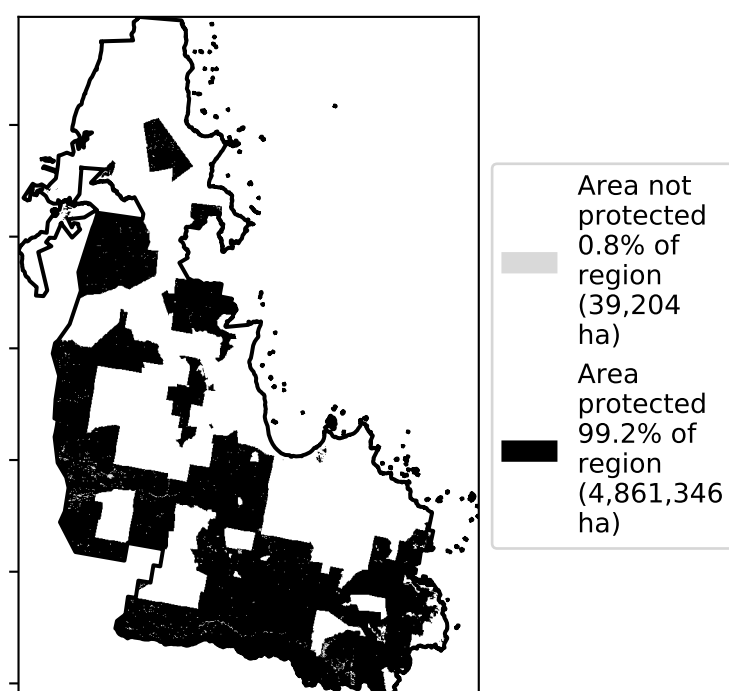 Area not
protected
0.8% of
region
(39,204
ha)
Area
protected
99.2% of
region
(4,861,346
ha)